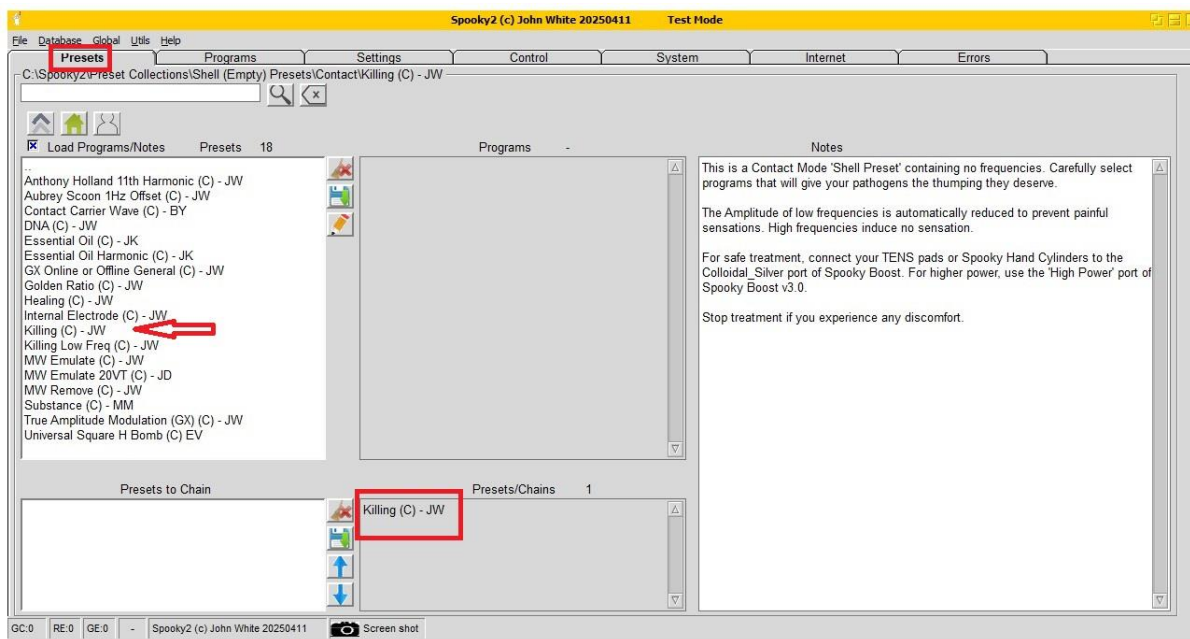 Spooky2 (c) John White 20250411 Test Mode
File Database Global Utils Help
Presets Programs Settings Control System Internet Errors
C:\Spooky2\Preset Collections\Shell (Empty) Presets\Contact\Killing (C) - JW
Load Programs/Notes Presets 18
..
Anthony Holland 11th Harmonic (C) - JW
Aubrey Scoon 1Hz Offset (C) - JW
Contact Carrier Wave (C) - BY
DNA (C) - JW
Essential Oil (C) - JK
Essential Oil Harmonic (C) - JK
GX Online or Offline General (C) - JW
Golden Ratio (C) - JW
Healing (C) - JW
Internal Electrode (C) - JW
Killing (C) - JW
Killing Low Freq (C) - JW
MW Emulate (C) - JW
MW Emulate 20VT (C) - JD
MW Remove (C) - JW
Substance (C) - MM
True Amplitude Modulation (GX) (C) - JW
Universal Square H Bomb (C) EV
Programs -
Notes
This is a Contact Mode 'Shell Preset' containing no frequencies. Carefully select
programs that will give your pathogens the thumping they deserve.
The Amplitude of low frequencies is automatically reduced to prevent painful
sensations. High frequencies induce no sensation.
For safe treatment, connect your TENS pads or Spooky Hand Cylinders to the
Colloidal_Silver port of Spooky Boost. For higher power, use the 'High Power' port of
Spooky Boost v3.0.
Stop treatment if you experience any discomfort.
Presets to Chain
Presets/Chains 1
Killing (C) - JW
GC:0 RE:0 GE:0 - Spooky2 (c) John White 20250411 Screen shot